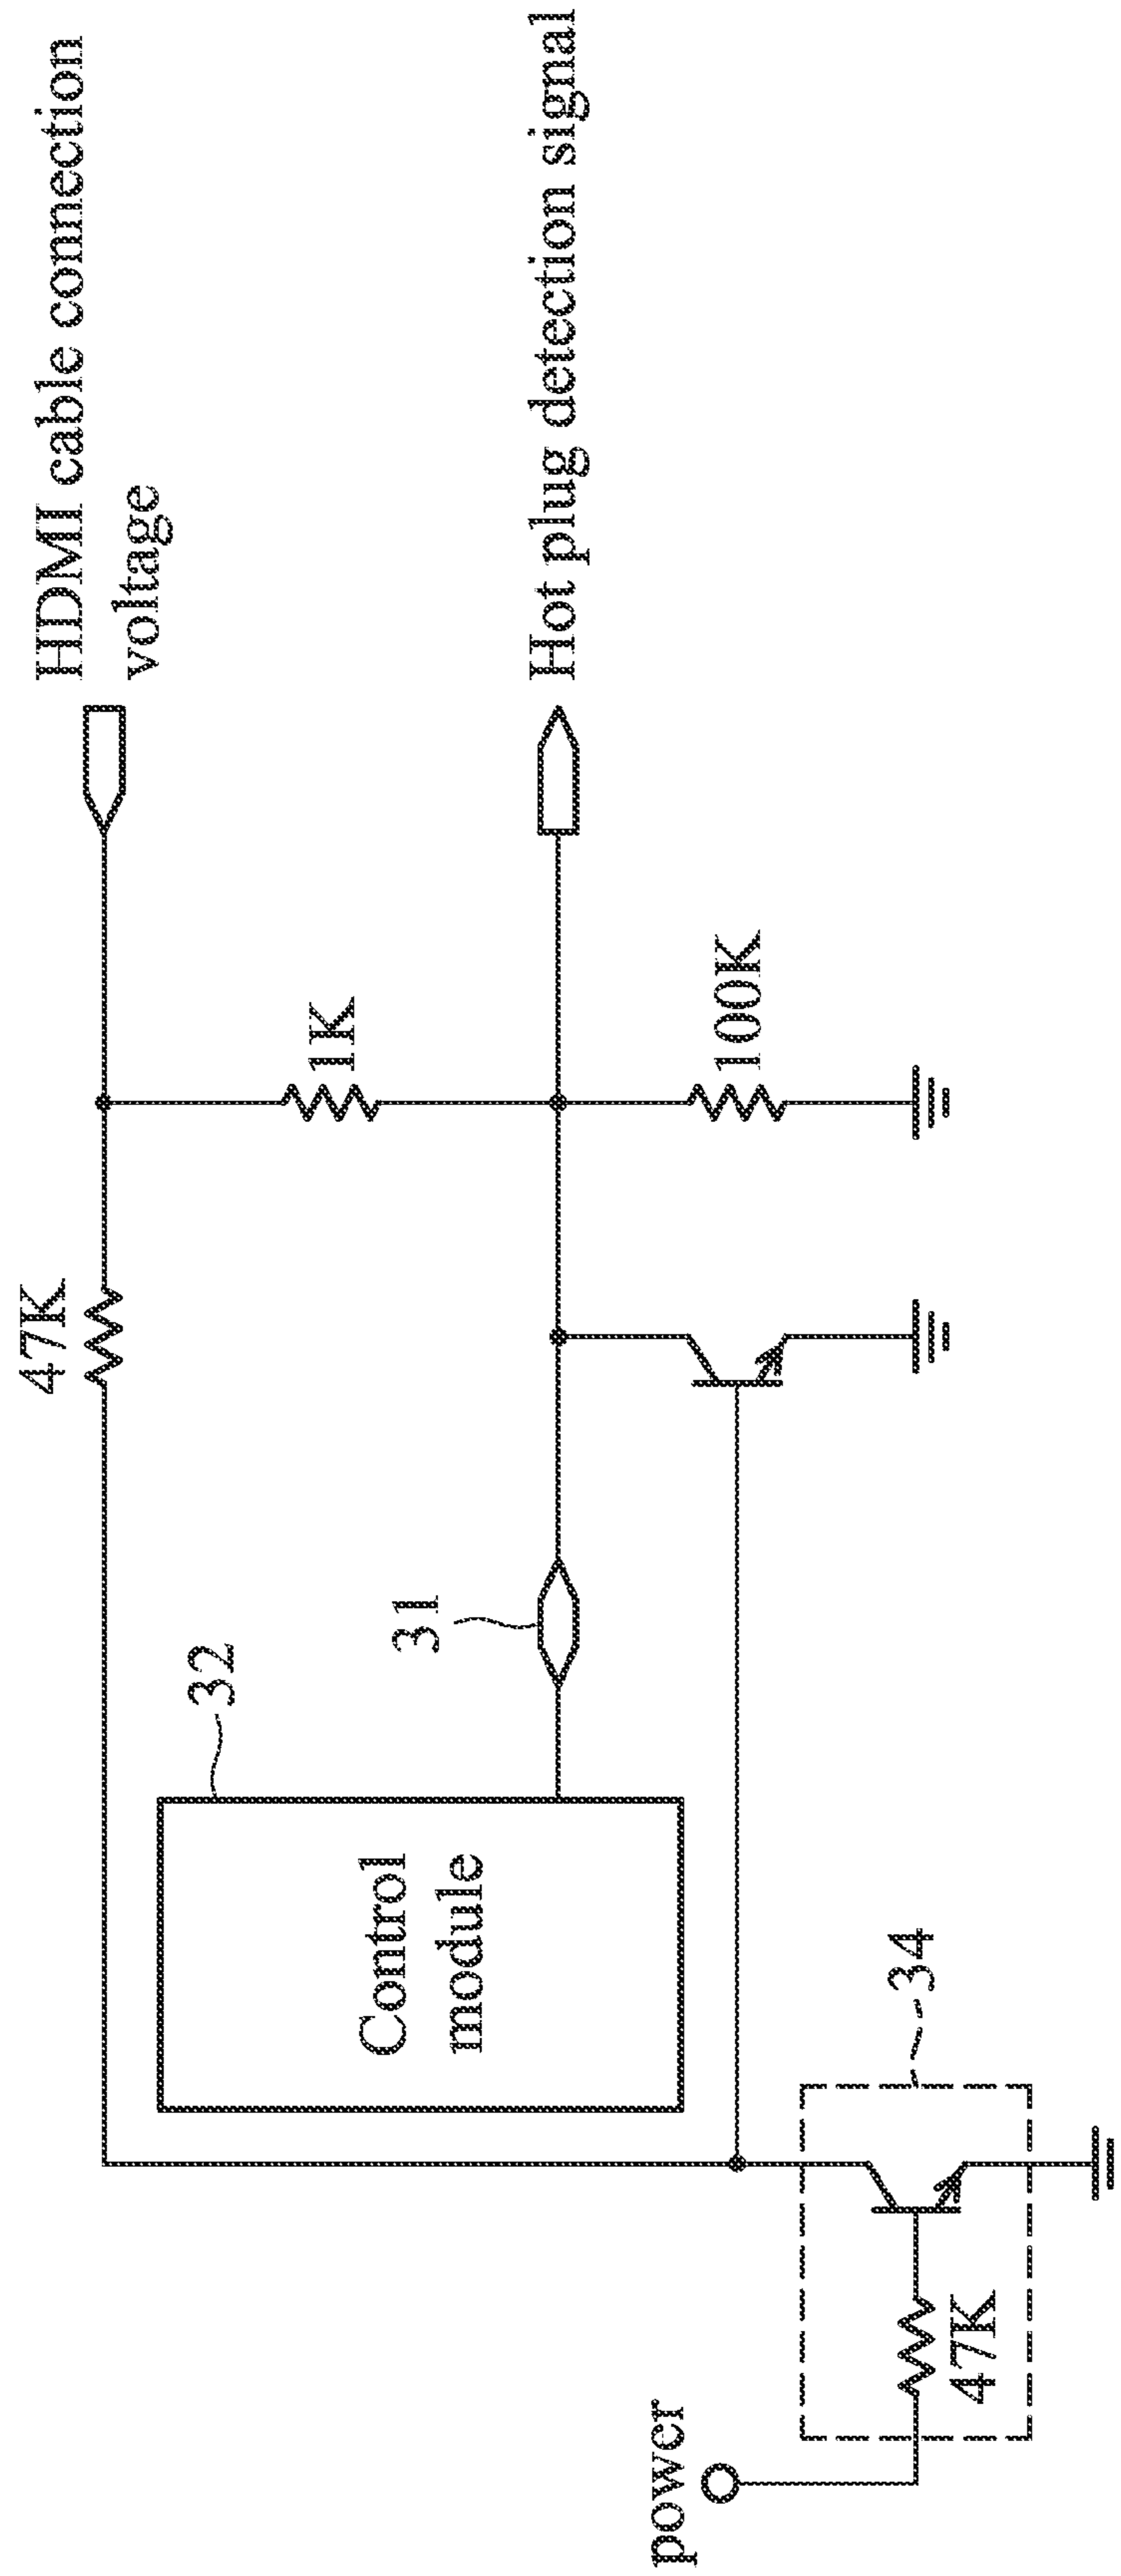 HDMI cable connection
voltage
47K
1K
Hot plug detection signal
100K
31
32
Control
module
34
power
47K